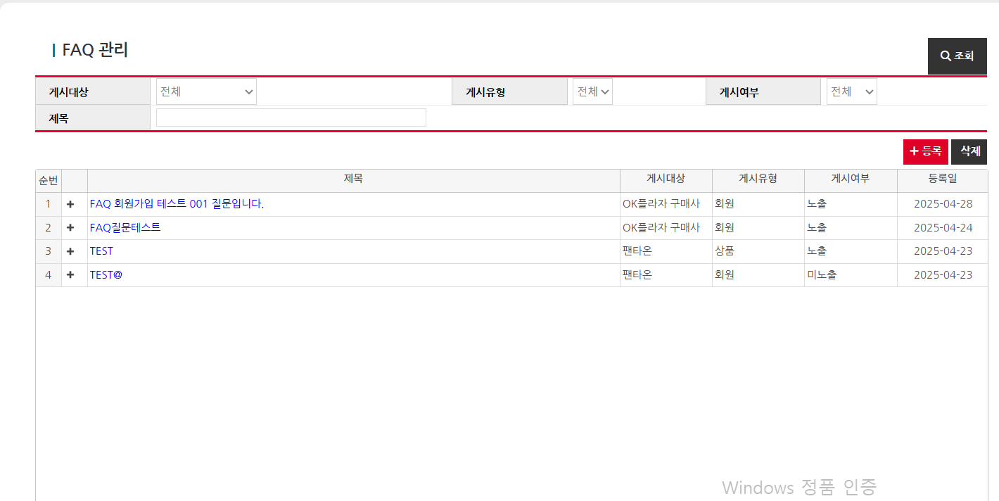 FAQ 관리
조회
게시대상 전체 게시유형 전체 게시여부 전체
제목
+ 등록 삭제
순번 제목 게시대상 게시유형 게시여부 등록일
1 + FAQ 회원가입 테스트 001 질문입니다. OK플라자 구매사 회원 노출 2025-04-28
2 + FAQ질문테스트 OK플라자 구매사 회원 노출 2025-04-24
3 + TEST 팬타온 상품 노출 2025-04-23
4 + TEST@ 팬타온 회원 미노출 2025-04-23
Windows 정품 인증